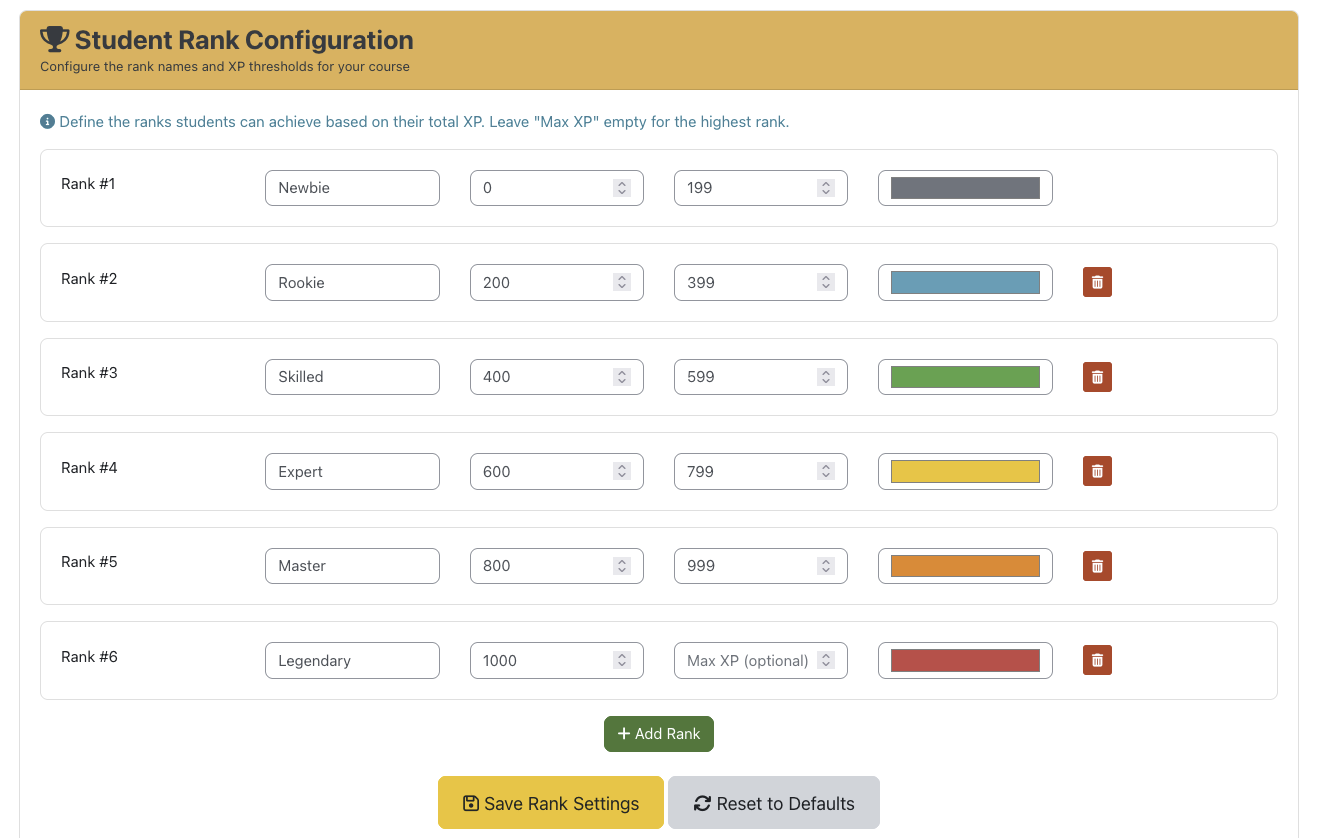 Student Rank Configuration
Configure the rank names and XP thresholds for your course
Define the ranks students can achieve based on their total XP. Leave "Max XP" empty for the highest rank.
Rank #1 Newbie 0 199
Rank #2 Rookie 200 399
Rank #3 Skilled 400 599
Rank #4 Expert 600 799
Rank #5 Master 800 999
Rank #6 Legendary 1000 Max XP (optional)
+ Add Rank
Save Rank Settings Reset to Defaults